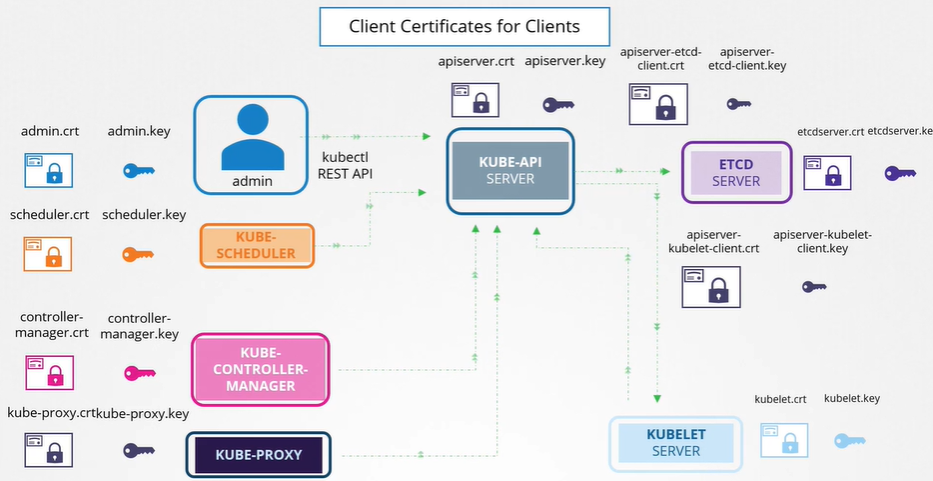 Client Certificates for Clients
apiserver.crt
apiserver.key
apiserver-etcd-
client.crt
apiserver-
etcd-client.key
admin.crt
admin.key
admin
kubectl
REST API
KUBE-API
SERVER
ETCD
SERVER
etcdserver.crt
etcdserver.ke
scheduler.crt
scheduler.key
KUBE-
SCHEDULER
apiserver-
kubelet-client.crt
apiserver-kubelet-
client.key
controller-
manager.crt
controller-
manager.key
KUBE-
CONTROLLER-
MANAGER
kube-proxy.crt
kube-proxy.key
KUBE-PROXY
KUBELET
SERVER
kubelet.crt
kubelet.key